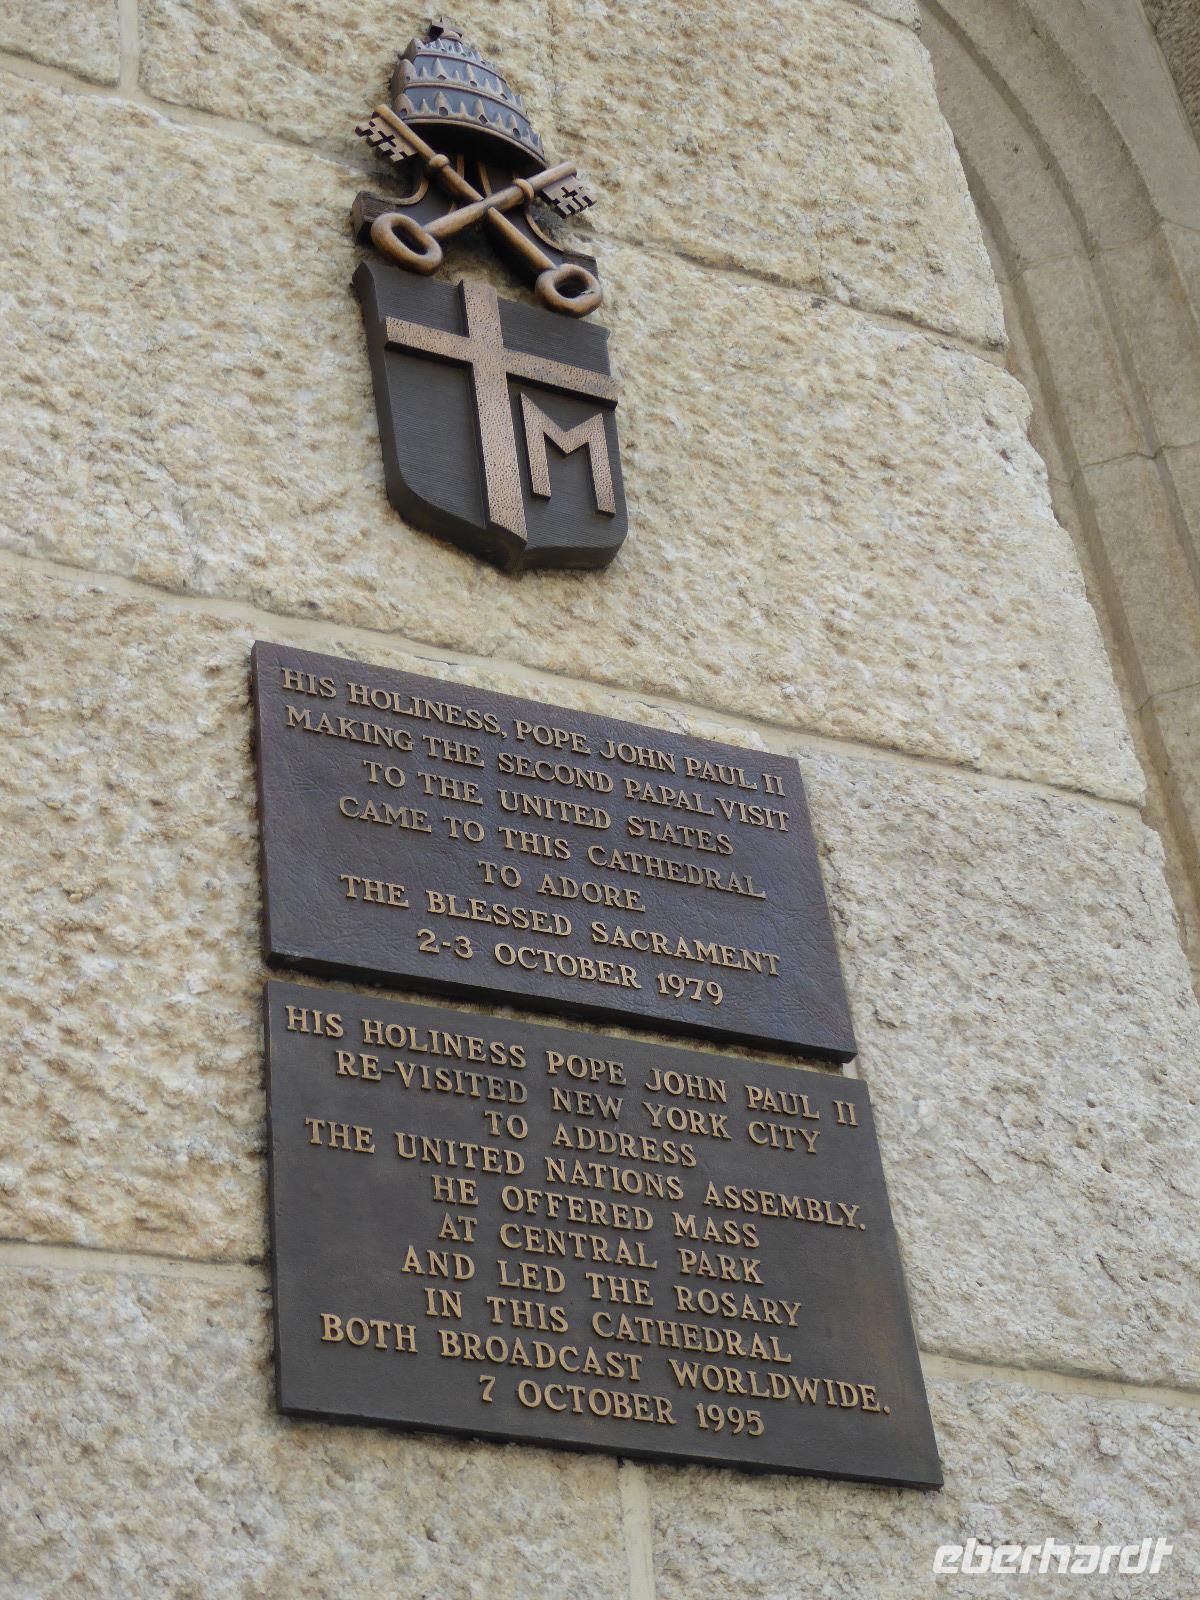 M
HIS HOLINESS, POPE JOHN PAUL II
MAKING THE SECOND PAPAL VISIT
TO THE UNITED STATES
CAME TO THIS CATHEDRAL
TO ADORE
THE BLESSED SACRAMENT
2-3 OCTOBER 1979
HIS HOLINESS POPE JOHN PAUL II
RE-VISITED NEW YORK CITY
TO ADDRESS
THE UNITED NATIONS ASSEMBLY.
HE OFFERED MASS
AT CENTRAL PARK
AND LED THE ROSARY
IN THIS CATHEDRAL
BOTH BROADCAST WORLDWIDE.
7 OCTOBER 1995
eberhardt